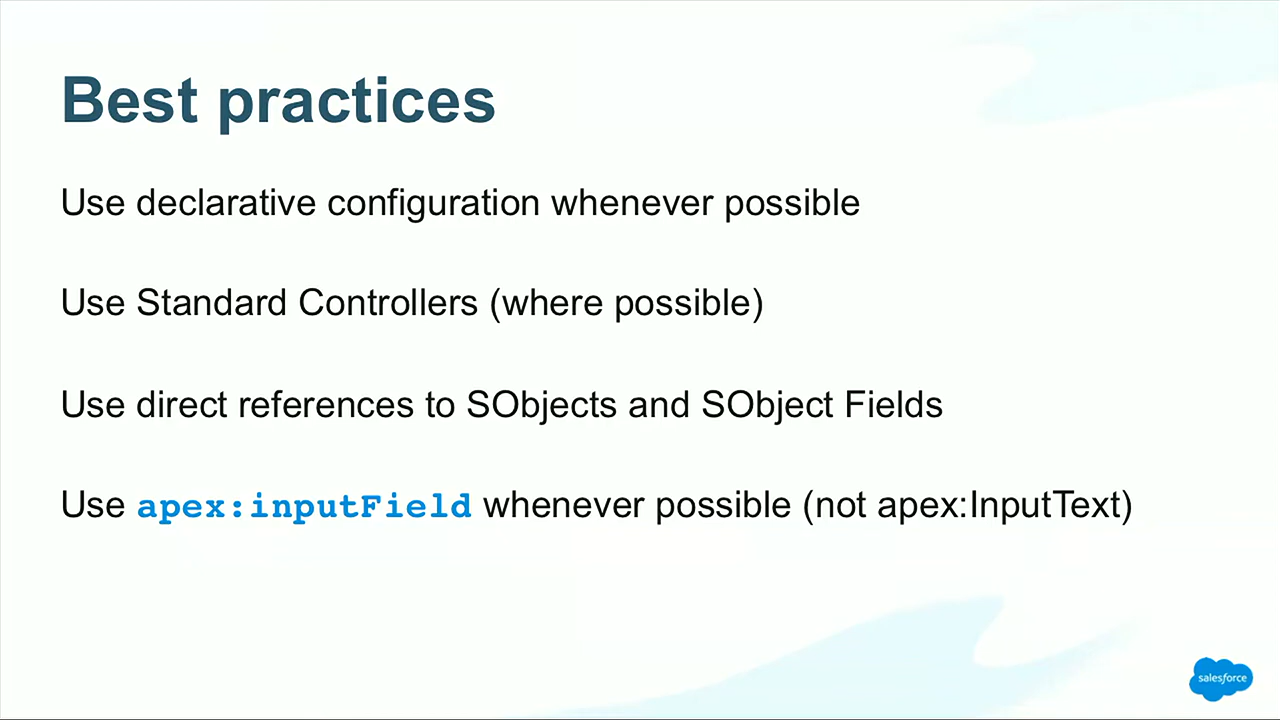 Best practices
Use declarative configuration whenever possible
Use Standard Controllers (where possible)
Use direct references to SObjects and SObject Fields
Use apex:inputField whenever possible (not apex:InputText)
salesforce